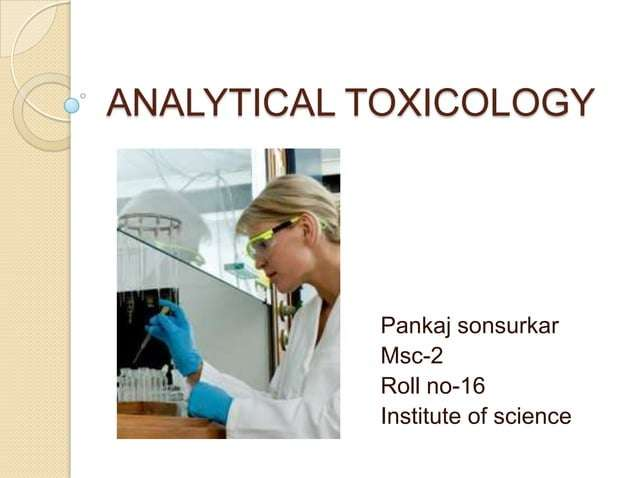 ANALYTICAL TOXICOLOGY
Pankaj sonsurkar
Msc-2
Roll no-16
Institute of science